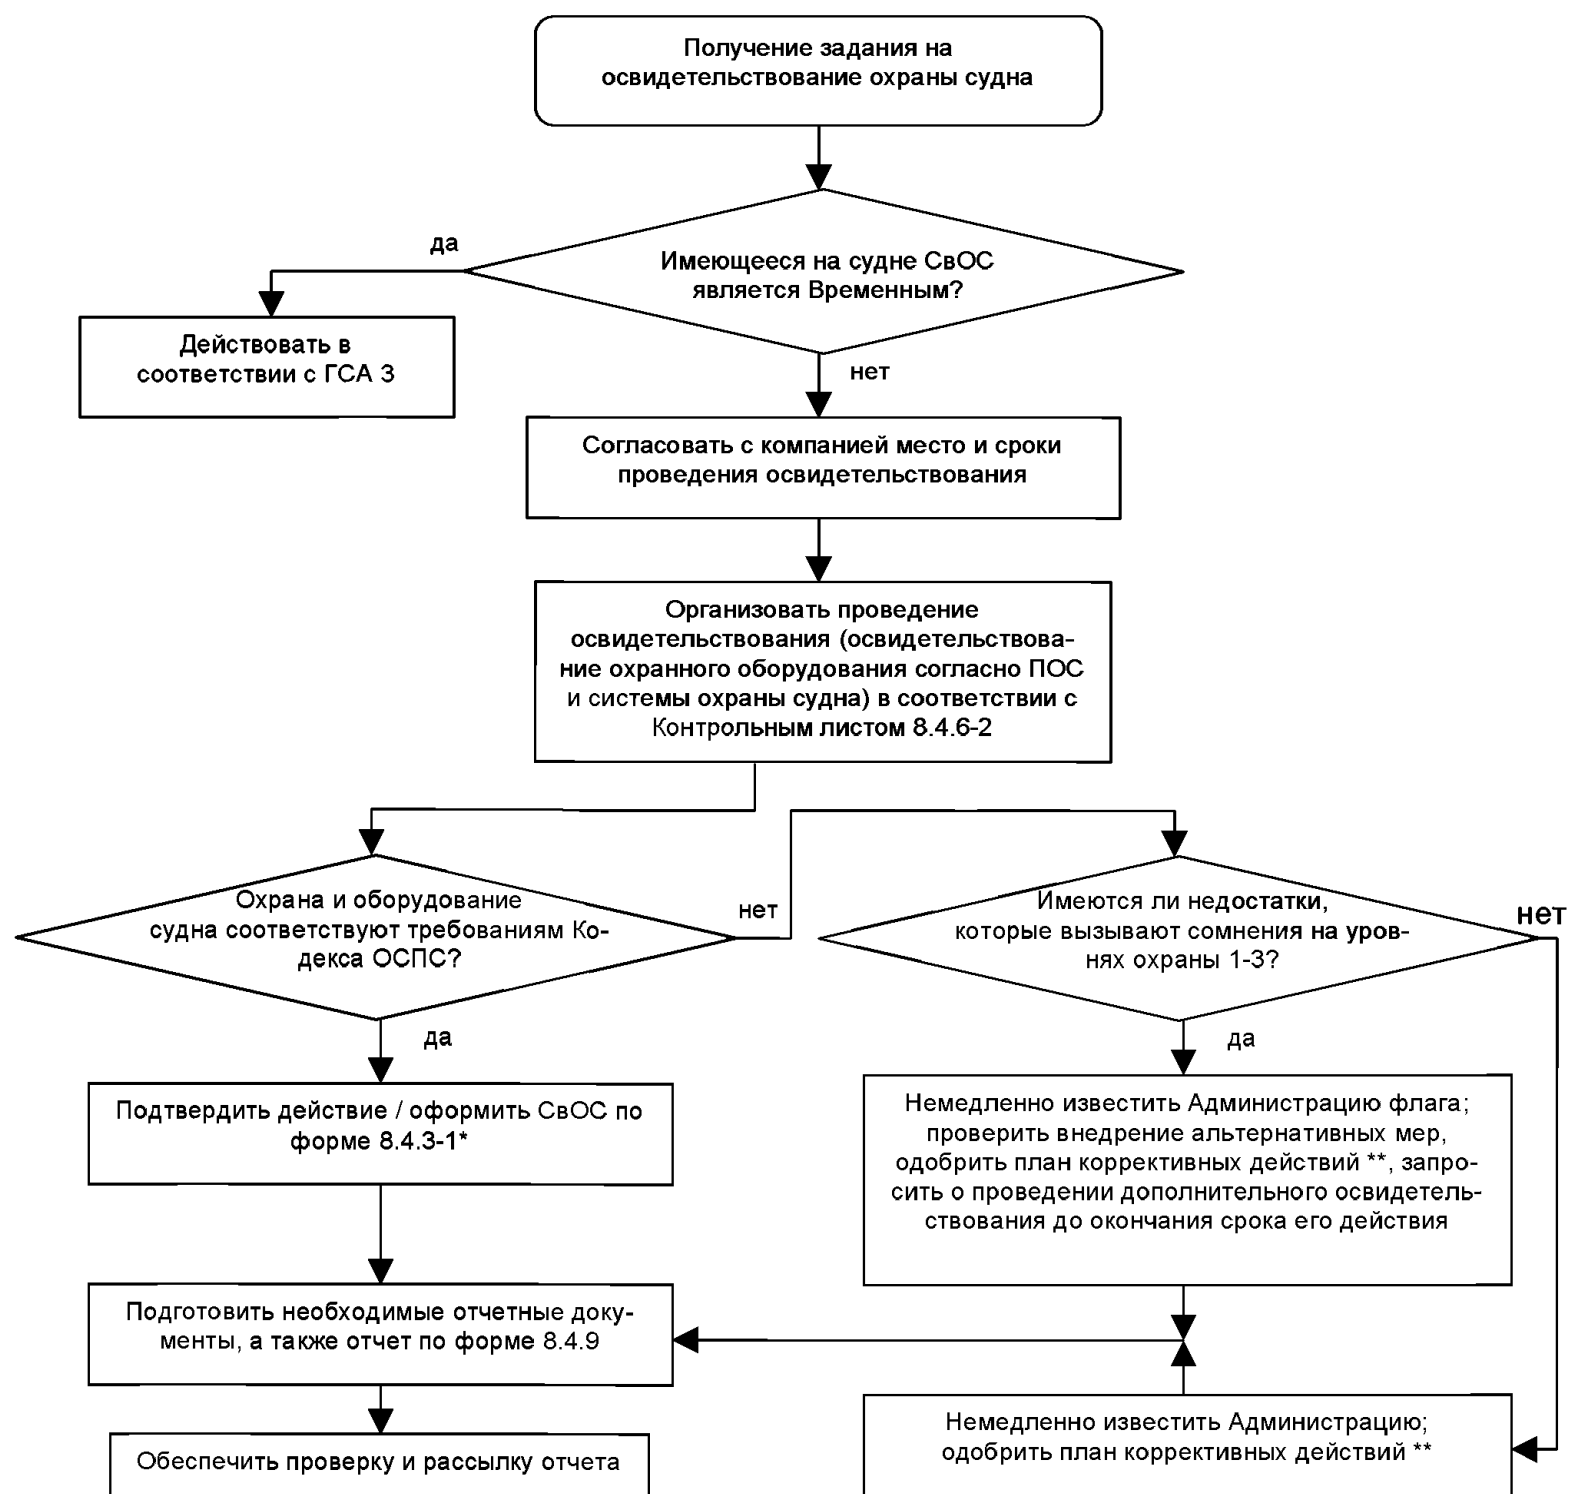 Получение задания на
освидетельствование охраны судна
да
Имеющееся на судне СвОС
является Временным?
Действовать в
соответствии с ГСА 3
нет
Согласовать с компанией место и сроки
проведения освидетельствования
Организовать проведение
освидетельствования (освидетельствова-
ние охранного оборудования согласно ПОС
и системы охраны судна) в соответствии с
Контрольным листом 8.4.6-2
Охрана и оборудование
судна соответствуют требованиям Ко-
декса ОСПС?
нет
Имеются ли недостатки,
которые вызывают сомнения на уров-
нях охраны 1-3?
нет
да
да
Подтвердить действие / оформить СвОС по
форме 8.4.3-1*
Немедленно известить Администрацию флага;
проверить внедрение альтернативных мер,
одобрить план коррективных действий **, запро-
сить о проведении дополнительного освидетель-
ствования до окончания срока его действия
Подготовить необходимые отчетные доку-
менты, а также отчет по форме 8.4.9
Немедленно известить Администрацию;
одобрить план коррективных действий **
Обеспечить проверку и рассылку отчета